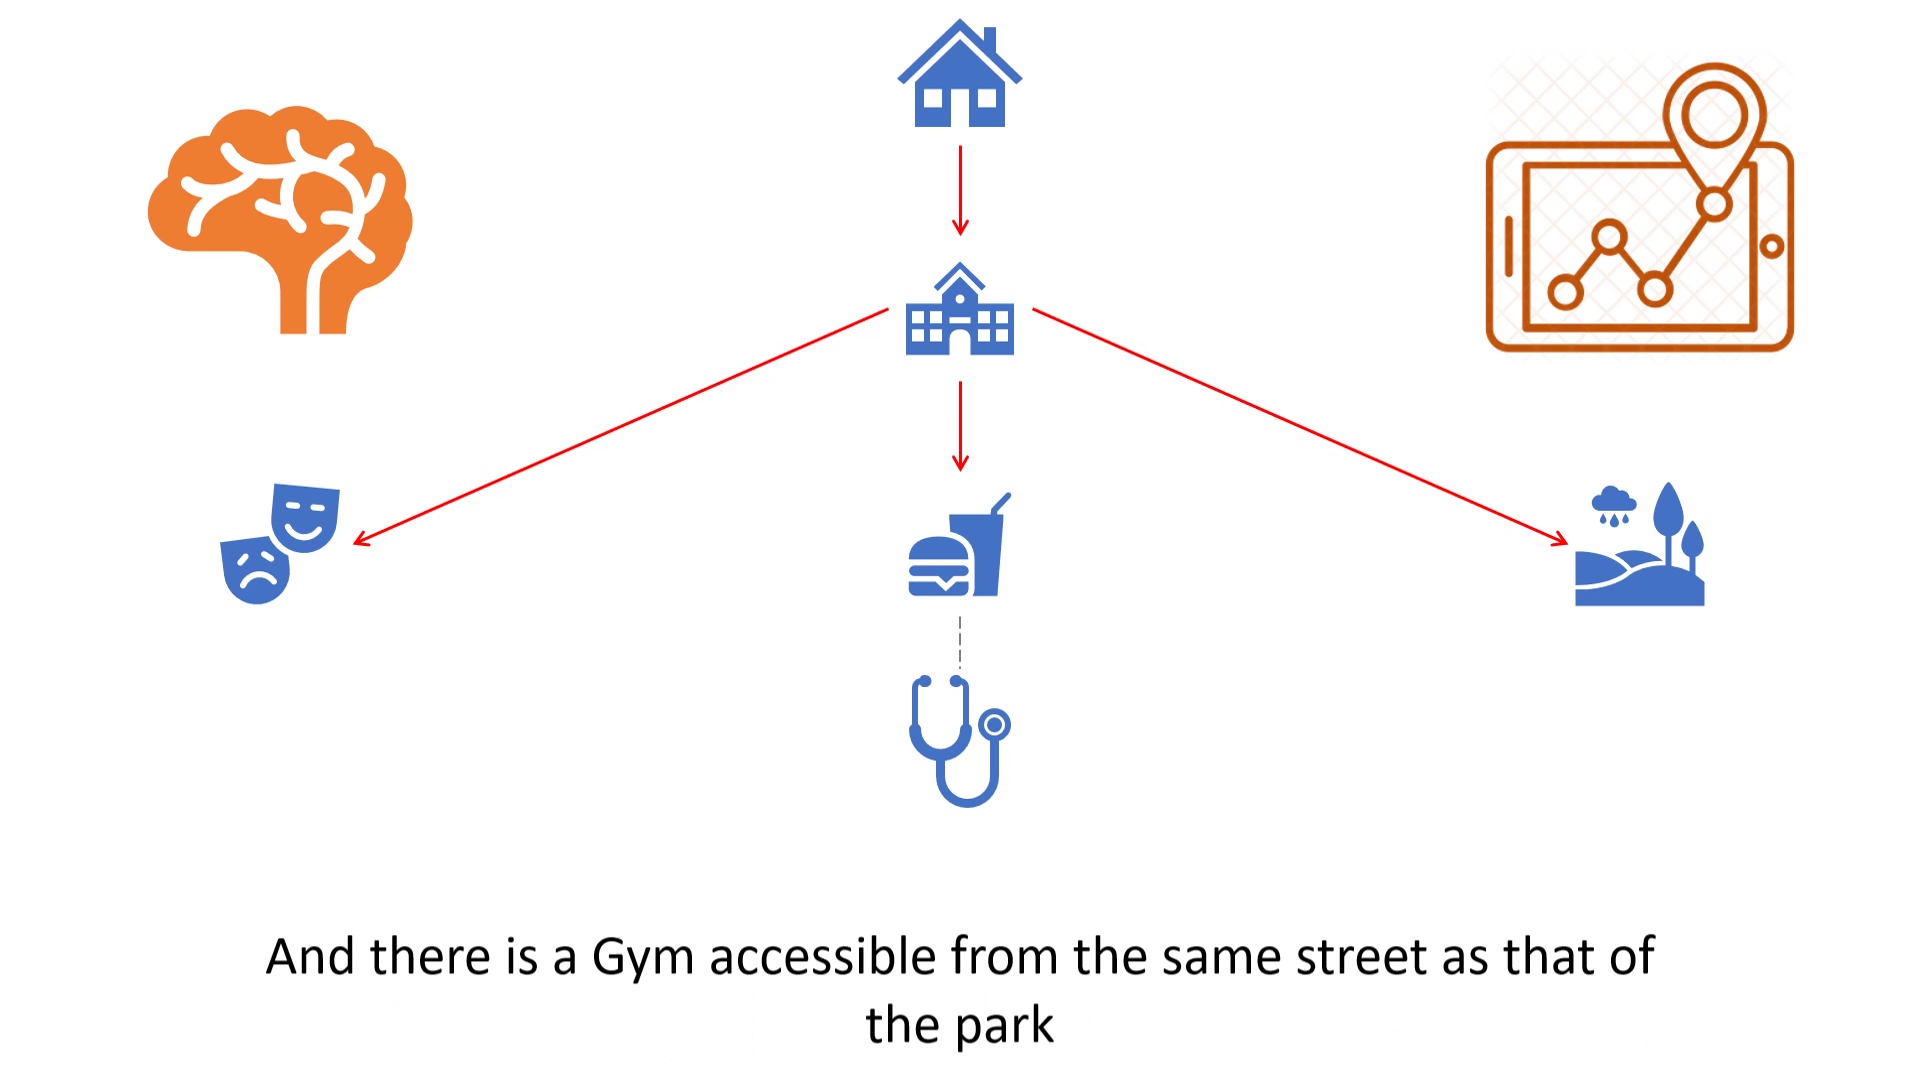 And there is a Gym accessible from the same street as that of
the park